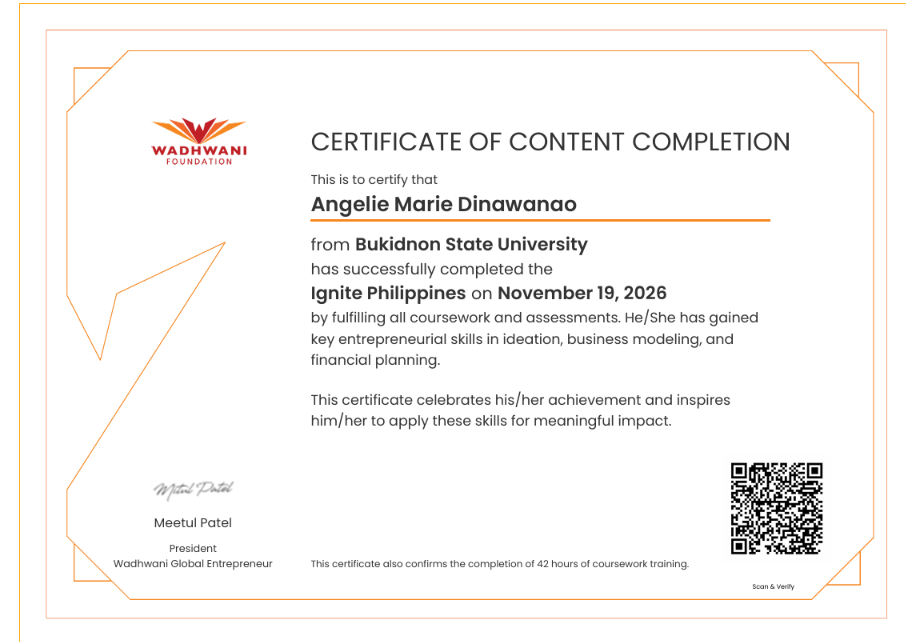 WADHWANI
FOUNDATION
CERTIFICATE OF CONTENT COMPLETION
This is to certify that
Angelie Marie Dinawanao
from Bukidnon State University
has successfully completed the
Ignite Philippines on November 19, 2026
by fulfilling all coursework and assessments. He/She has gained
key entrepreneurial skills in ideation, business modeling, and
financial planning.
This certificate celebrates his/her achievement and inspires
him/her to apply these skills for meaningful impact.
Mitul Patel
Meetul Patel
President
Wadhwani Global Entrepreneur
This certificate also confirms the completion of 42 hours of coursework training.
Scan & Verify